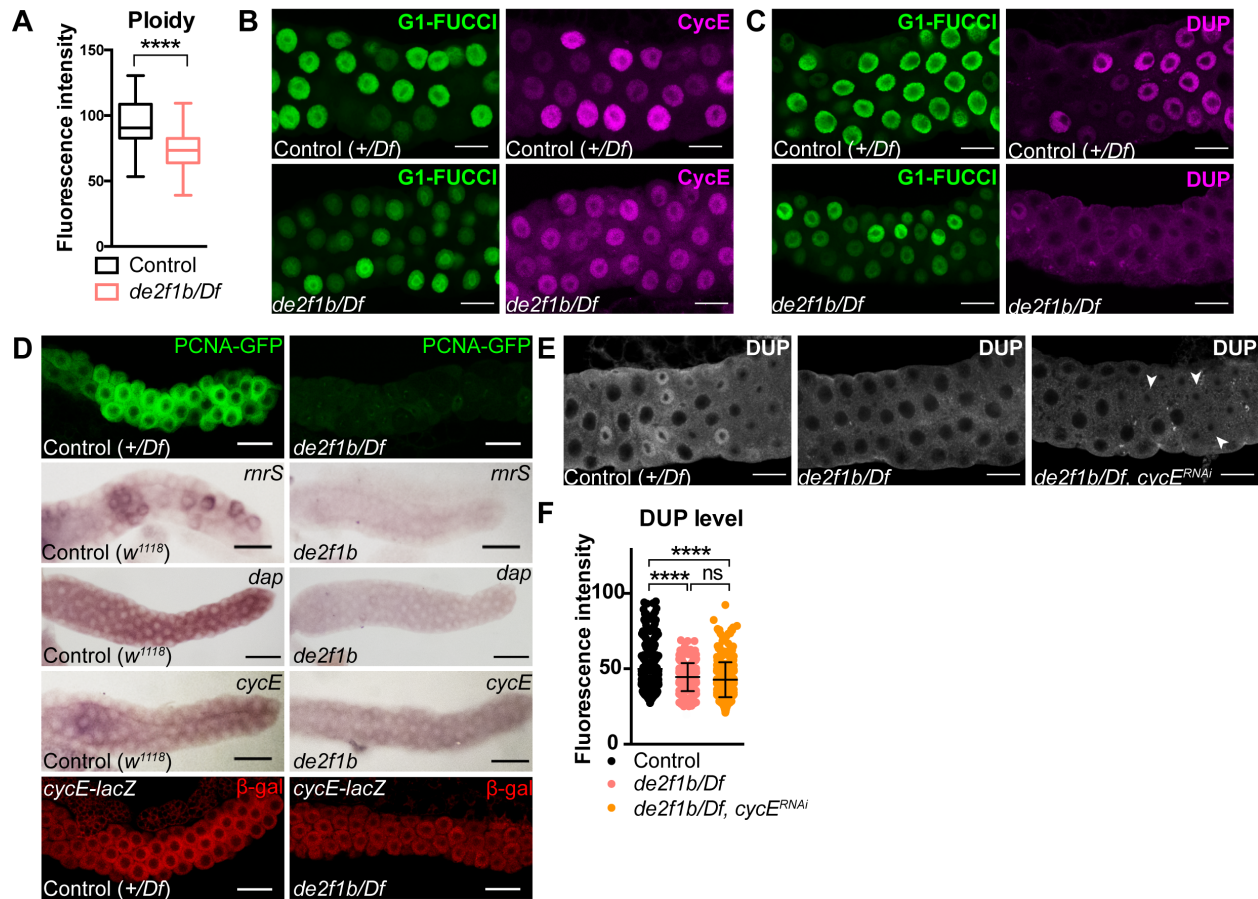 A
Ploidy
****
Fluorescence intensity
150
100
50
0
Control
de2f1b/Df
B
G1-FUCCI
Control (+/Df)
CycE
Control (+/Df)
G1-FUCCI
de2f1b/Df
CycE
de2f1b/Df
C
G1-FUCCI
Control (+/Df)
DUP
Control (+/Df)
G1-FUCCI
de2f1b/Df
DUP
de2f1b/Df
D
PCNA-GFP
Control (+/Df)
PCNA-GFP
de2f1b/Df
rnrS
Control (w¹¹¹⁸)
rnrS
de2f1b
dap
Control (w¹¹¹⁸)
dap
de2f1b
cycE
Control (w¹¹¹⁸)
cycE
de2f1b
cycE-lacZ β-gal
Control (+/Df)
cycE-lacZ β-gal
de2f1b/Df
E
DUP
Control (+/Df)
DUP
de2f1b/Df
DUP
de2f1b/Df, cycE^RNAi
F
DUP level
****
**** ns
Fluorescence intensity
100
50
0
Control
de2f1b/Df
de2f1b/Df, cycE^RNAi